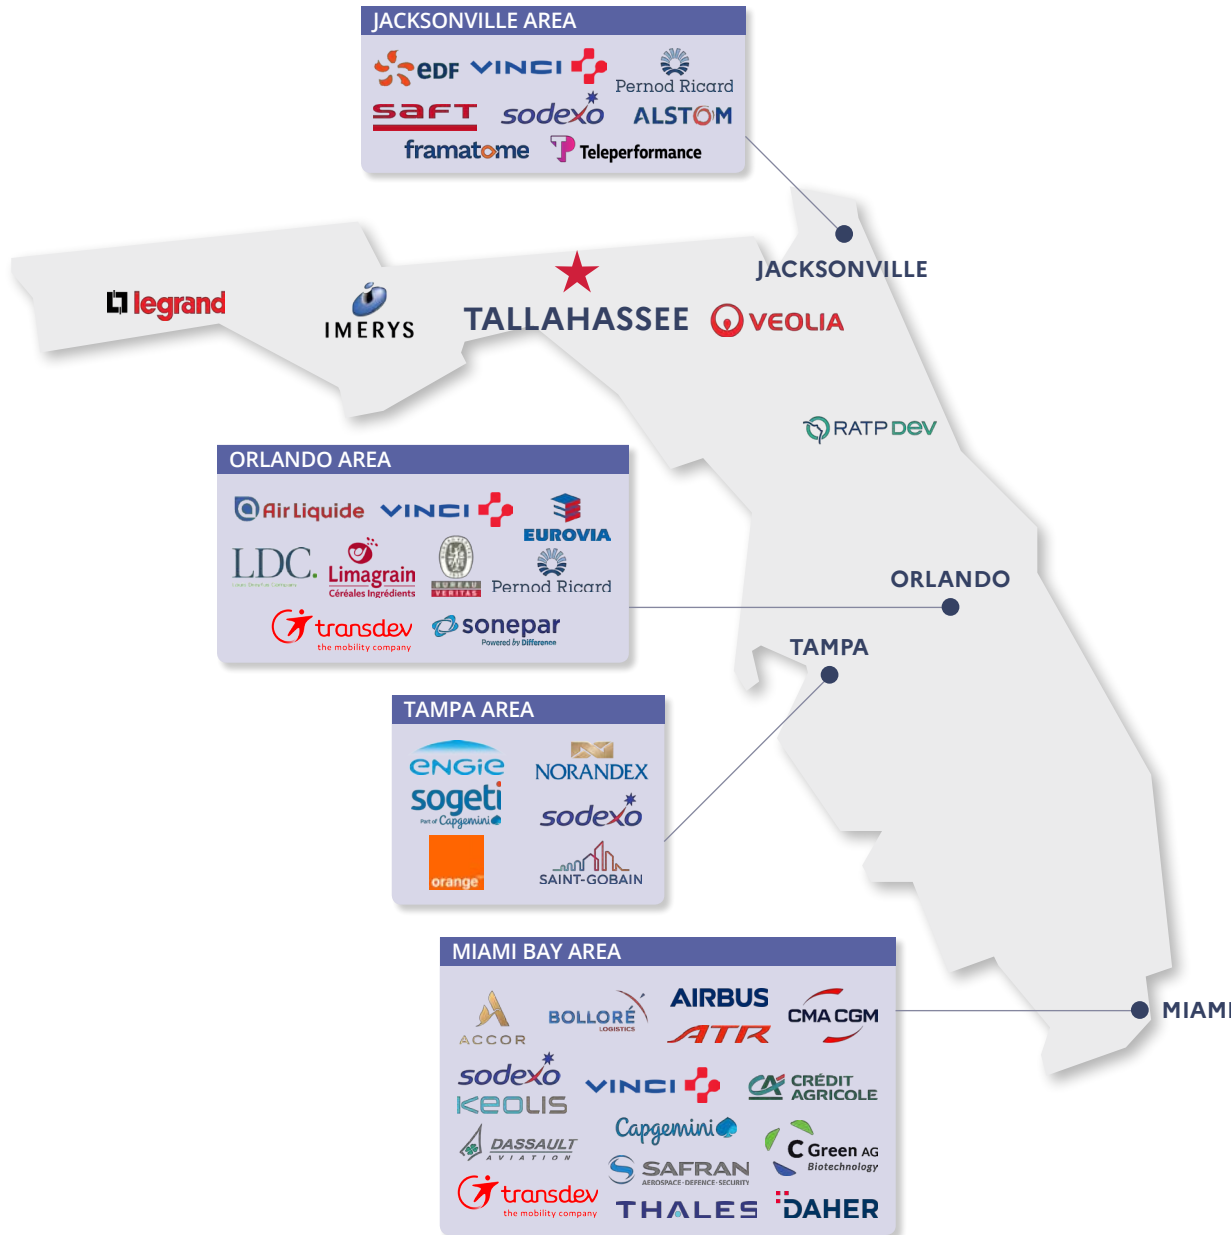 JACKSONVILLE AREA
eDF VINCI Pernod Ricard
SAFT sodexo ALSTOM
framatome TP Teleperformance
JACKSONVILLE
legrand
IMERYS
TALLAHASSEE
VEOLIA
RATP DEV
ORLANDO AREA
Air Liquide VINCI EUROVIA
LDC. Limagrain
Céréales Ingrédients
BUREAU
VERITAS
Pernod Ricard
transdev
the mobility company
sonepar
Powered by Difference
ORLANDO
TAMPA
TAMPA AREA
ENGIE NORANDEX
sogeti
Part of Capgemini
sodexo
orange SAINT-GOBAIN
MIAMI BAY AREA
ACCOR
BOLLORÉ
LOGISTICS
AIRBUS
ATR
CMA CGM
MIAMI
sodexo
KEOLIS
VINCI
CA CRÉDIT
AGRICOLE
DASSAULT
AVIATION
Capgemini
C Green AG
Biotechnology
SAFRAN
AEROSPACE · DEFENCE · SECURITY
transdev
the mobility company
THALES
DAHER